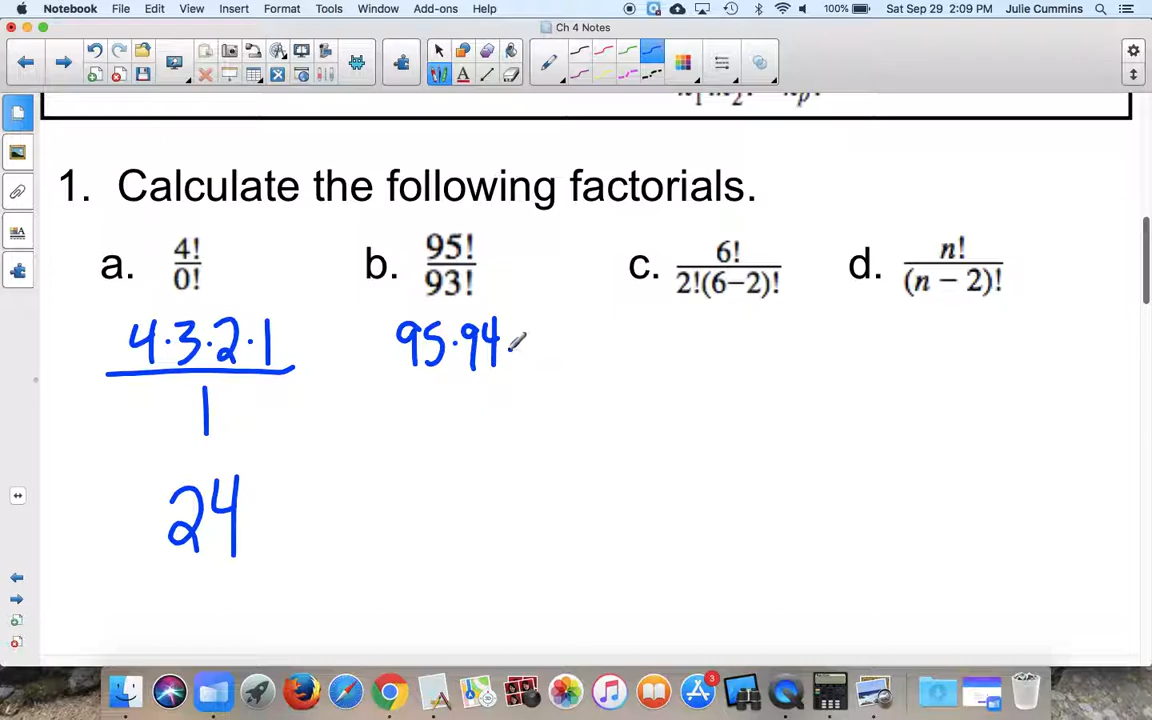 Notebook File Edit View Insert Format Tools Window Add-ons Help 100% Sat Sep 29 2:09 PM Julie Cummins
Ch 4 Notes
1. Calculate the following factorials.
a. 4!/0! b. 95!/93! c. 6!/2!(6−2)! d. n!/(n − 2)!
4·3·2·1 95·94·
1
24
3